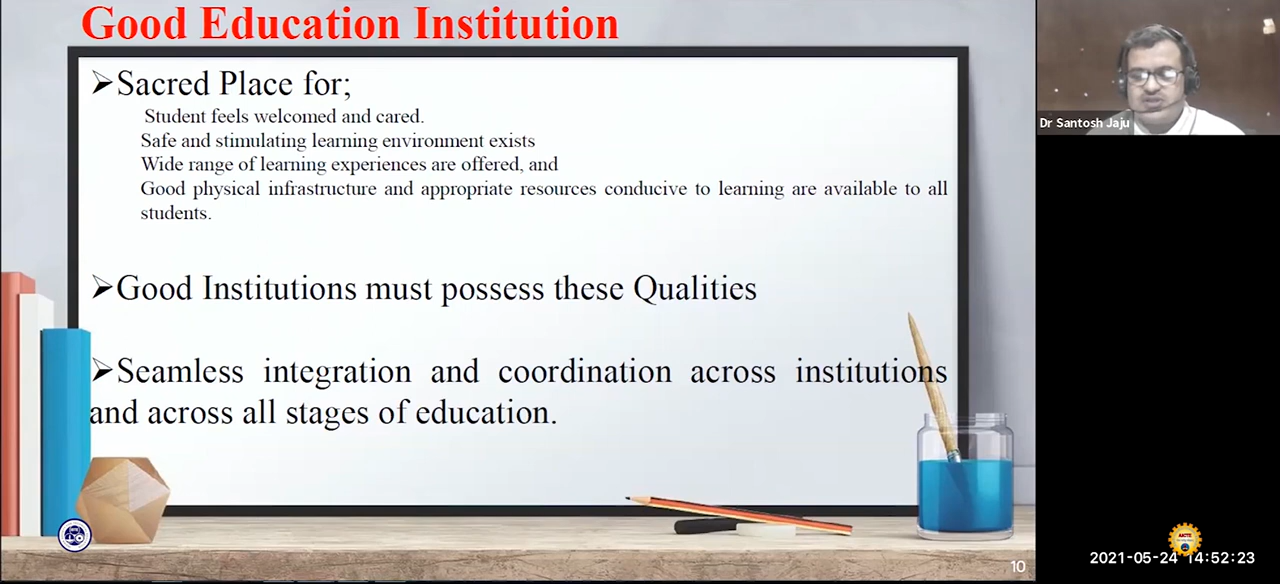 Good Education Institution
➢Sacred Place for;
Student feels welcomed and cared.
Safe and stimulating learning environment exists
Wide range of learning experiences are offered, and
Good physical infrastructure and appropriate resources conducive to learning are available to all
students.
➢Good Institutions must possess these Qualities
➢Seamless integration and coordination across institutions
and across all stages of education.
10
Dr Santosh Jaju
AICTE
2021-05-24 14:52:23